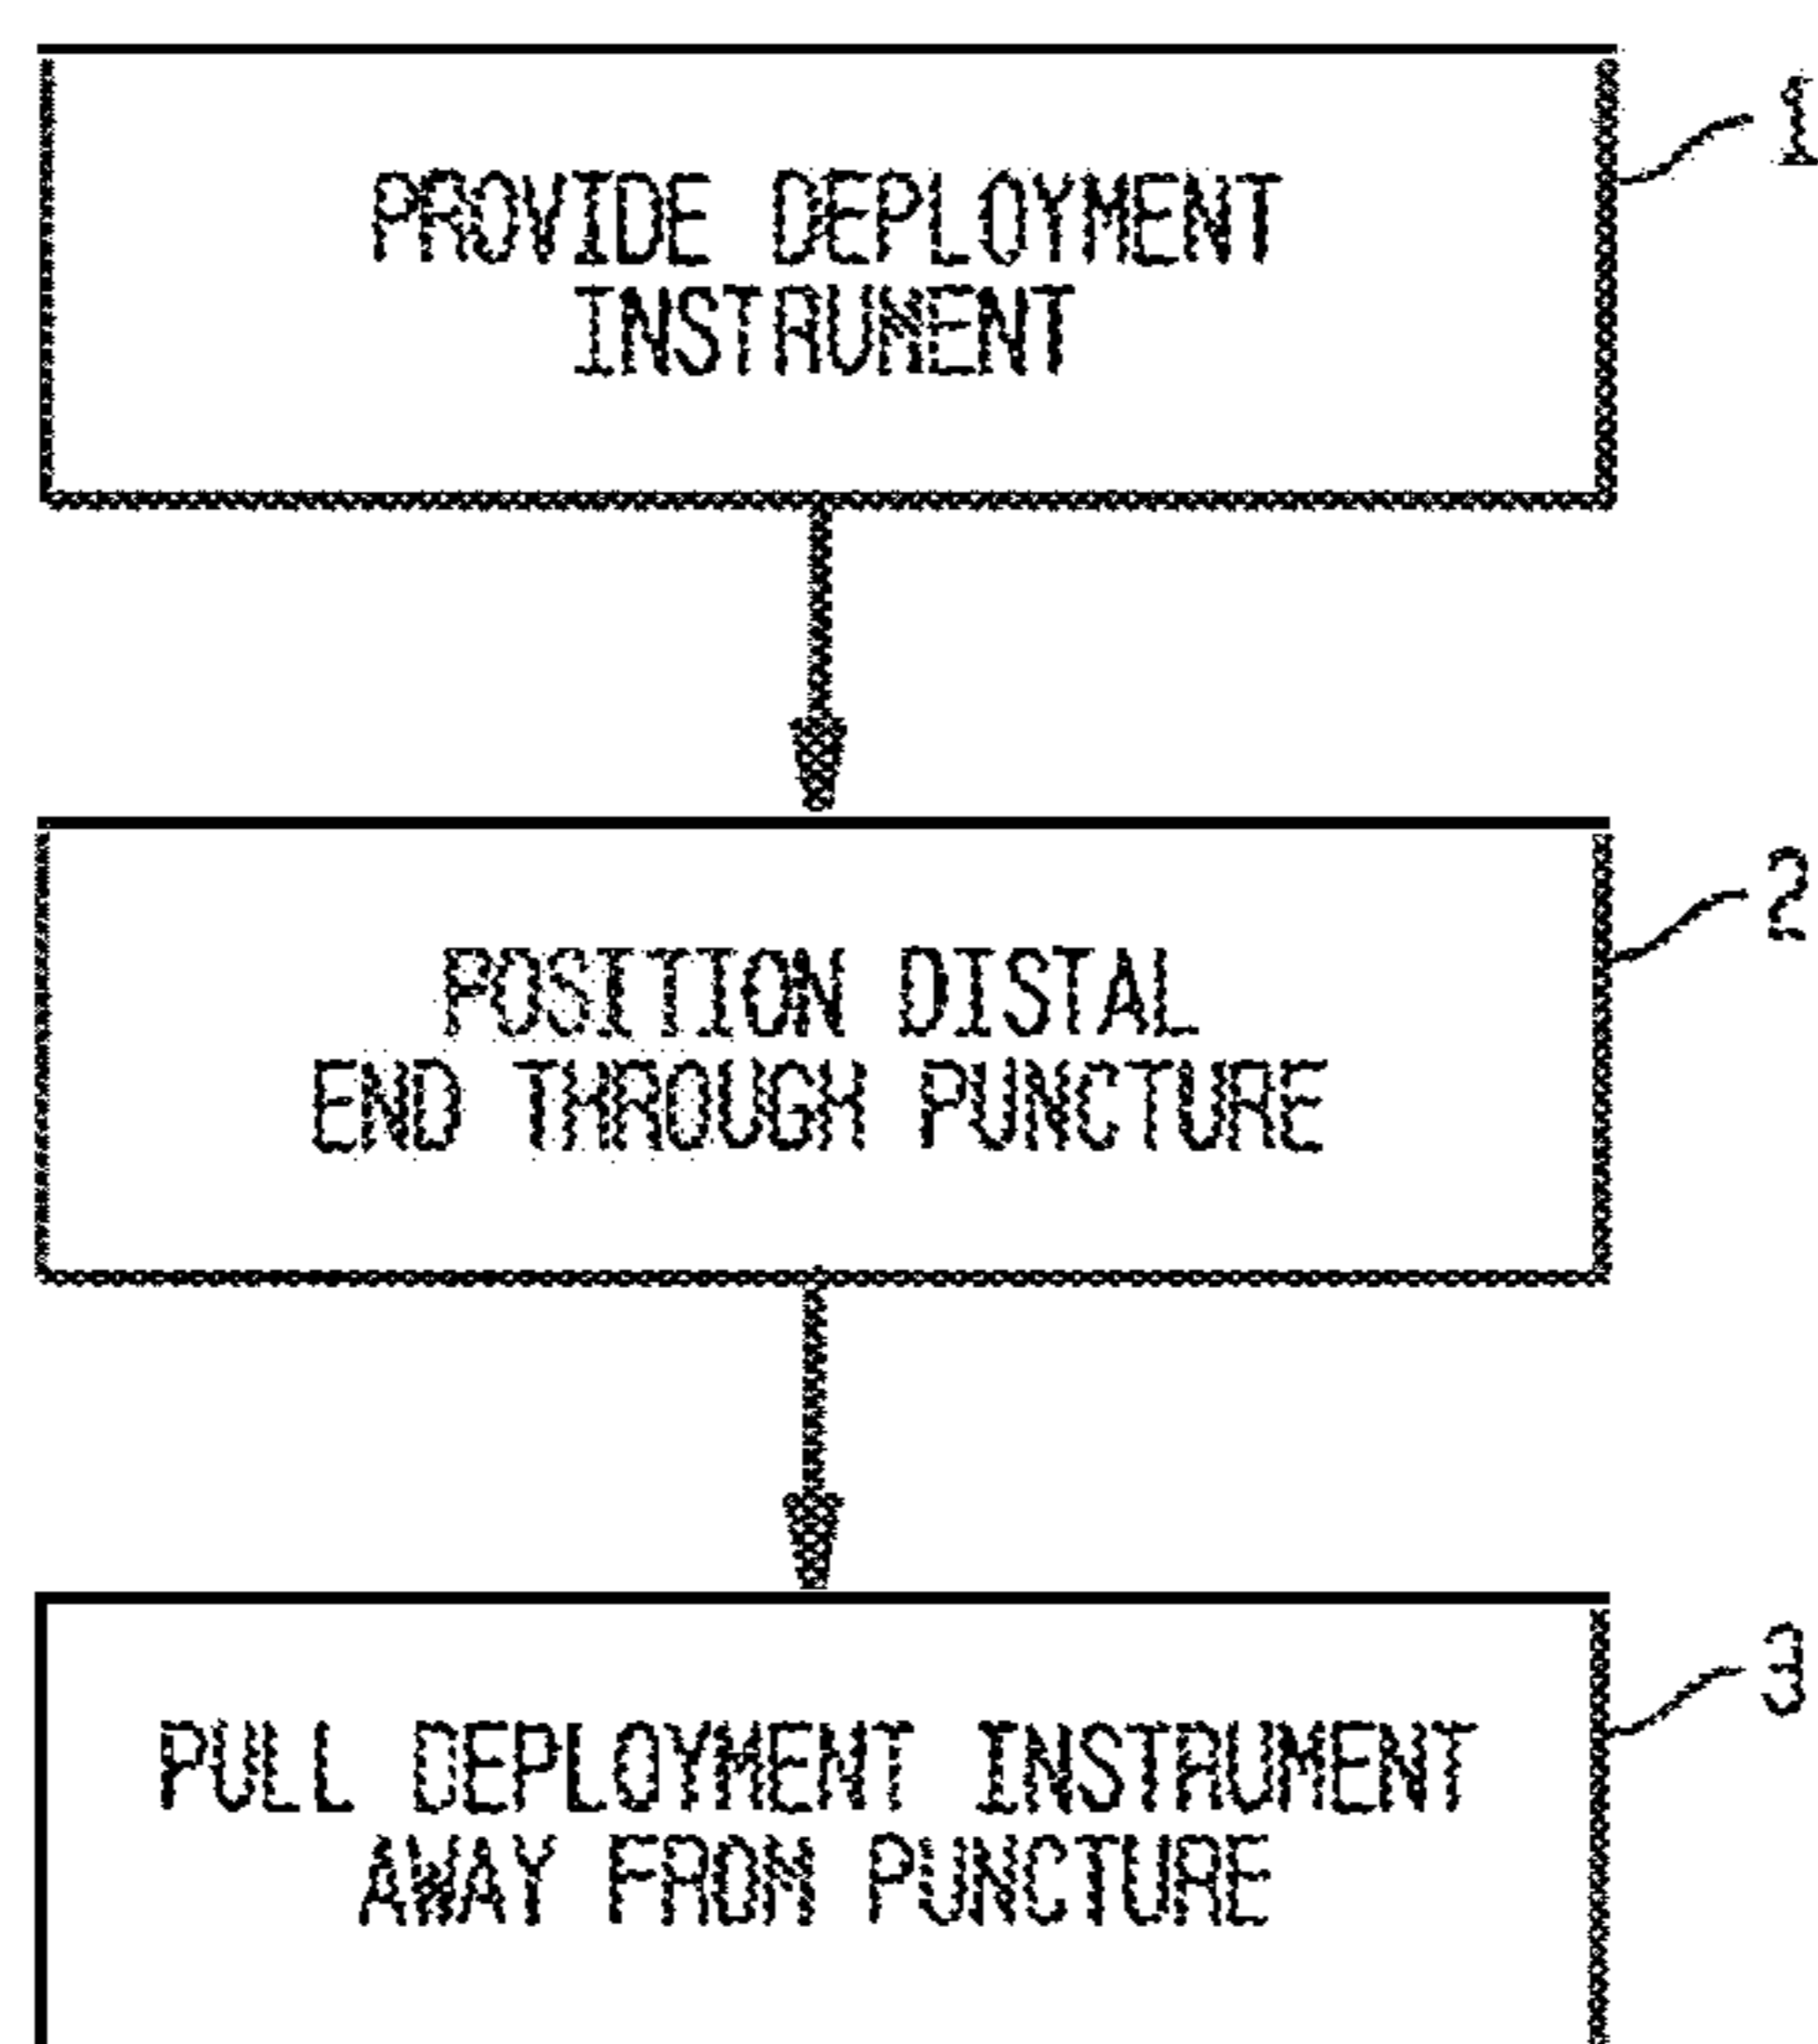 1
PROVIDE DEPLOYMENT
INSTRUMENT
2
POSITION DISTAL
END THROUGH PUNCTURE
3
PULL DEPLOYMENT INSTRUMENT
AWAY FROM PUNCTURE